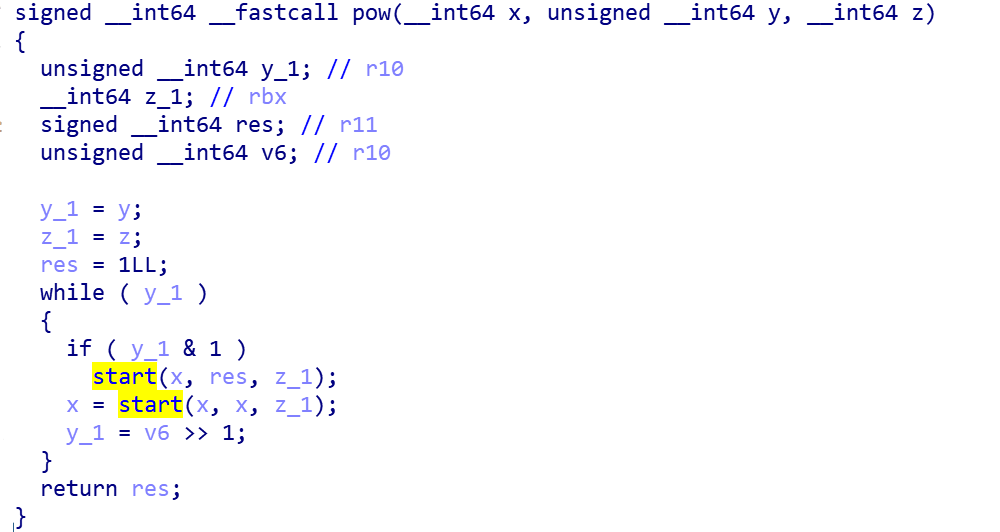 signed __int64 __fastcall pow(__int64 x, unsigned __int64 y, __int64 z)
{
  unsigned __int64 y_1; // r10
  __int64 z_1; // rbx
  signed __int64 res; // r11
  unsigned __int64 v6; // r10

  y_1 = y;
  z_1 = z;
  res = 1LL;
  while ( y_1 )
  {
    if ( y_1 & 1 )
      start(x, res, z_1);
    x = start(x, x, z_1);
    y_1 = v6 >> 1;
  }
  return res;
}